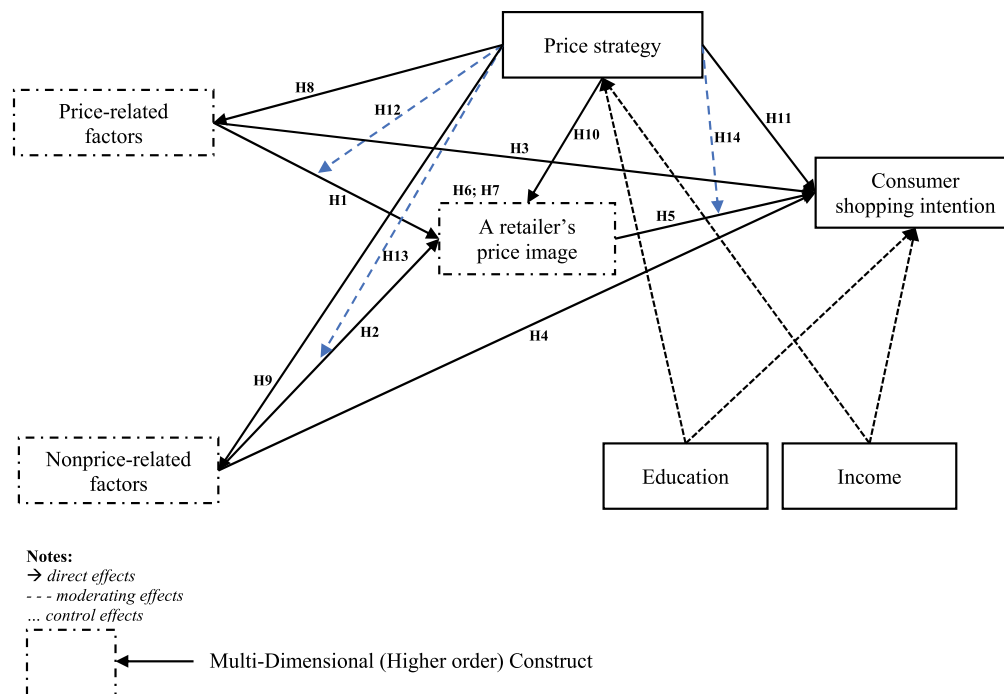 Price strategy
H8
H12
H11
Price-related
factors
H10
H14
H3
Consumer
shopping intention
H1
H6; H7
A retailer’s
price image
H5
H13
H2
H4
H9
Nonprice-related
factors
Education
Income
Notes:
→ direct effects
- - - moderating effects
... control effects
Multi-Dimensional (Higher order) Construct